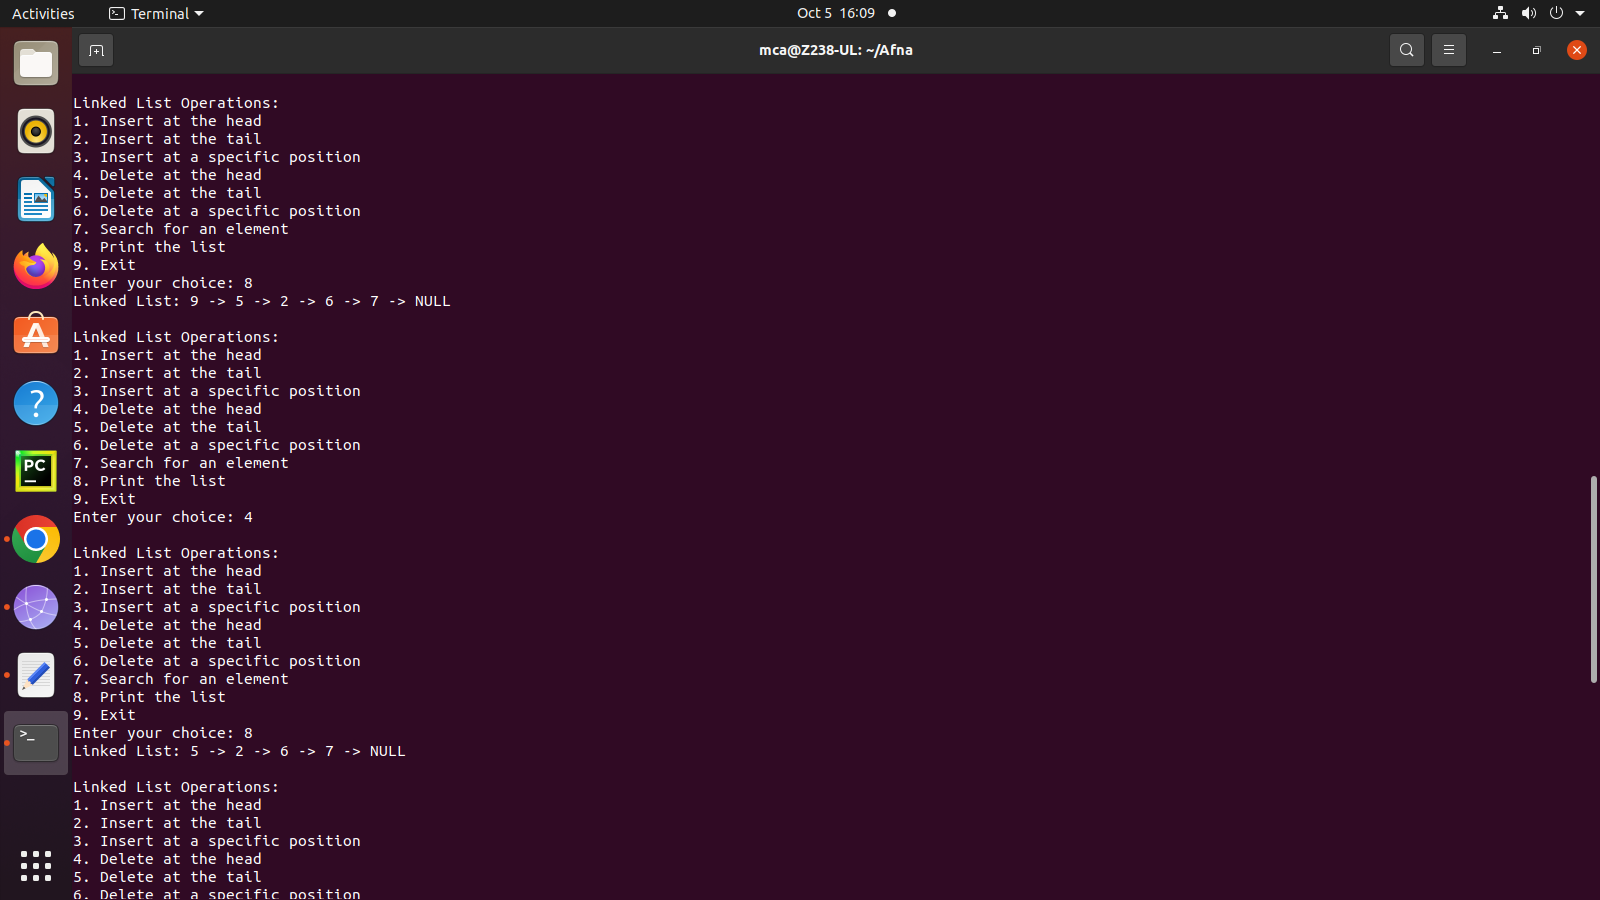 Activities Terminal Oct 5 16:09
mca@Z238-UL: ~/Afna
Linked List Operations:
1. Insert at the head
2. Insert at the tail
3. Insert at a specific position
4. Delete at the head
5. Delete at the tail
6. Delete at a specific position
7. Search for an element
8. Print the list
9. Exit
Enter your choice: 8
Linked List: 9 -> 5 -> 2 -> 6 -> 7 -> NULL
Linked List Operations:
1. Insert at the head
2. Insert at the tail
3. Insert at a specific position
4. Delete at the head
5. Delete at the tail
6. Delete at a specific position
7. Search for an element
8. Print the list
9. Exit
Enter your choice: 4
Linked List Operations:
1. Insert at the head
2. Insert at the tail
3. Insert at a specific position
4. Delete at the head
5. Delete at the tail
6. Delete at a specific position
7. Search for an element
8. Print the list
9. Exit
Enter your choice: 8
Linked List: 5 -> 2 -> 6 -> 7 -> NULL
Linked List Operations:
1. Insert at the head
2. Insert at the tail
3. Insert at a specific position
4. Delete at the head
5. Delete at the tail
6. Delete at a specific position
PC
>_